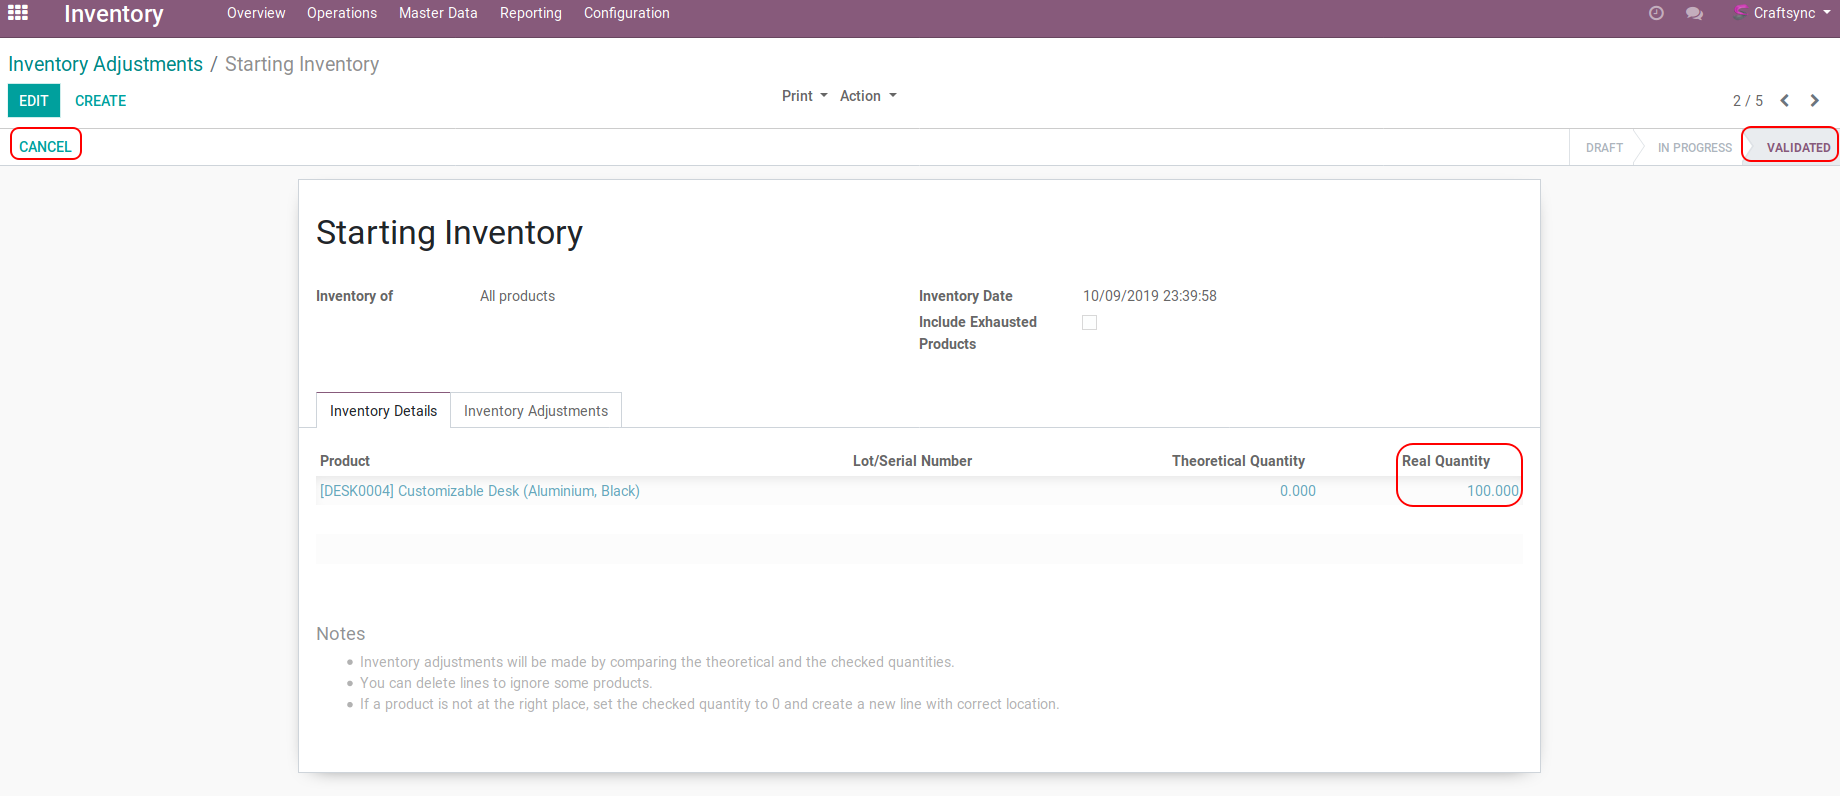 Inventory Overview Operations Master Data Reporting Configuration Craftsync
Inventory Adjustments / Starting Inventory
EDIT CREATE Print Action 2 / 5
CANCEL DRAFT IN PROGRESS VALIDATED
Starting Inventory
Inventory of All products Inventory Date 10/09/2019 23:39:58
Include Exhausted
Products
Inventory Details Inventory Adjustments
Product Lot/Serial Number Theoretical Quantity Real Quantity
[DESK0004] Customizable Desk (Aluminium, Black) 0.000 100.000
Notes
Inventory adjustments will be made by comparing the theoretical and the checked quantities.
You can delete lines to ignore some products.
If a product is not at the right place, set the checked quantity to 0 and create a new line with correct location.